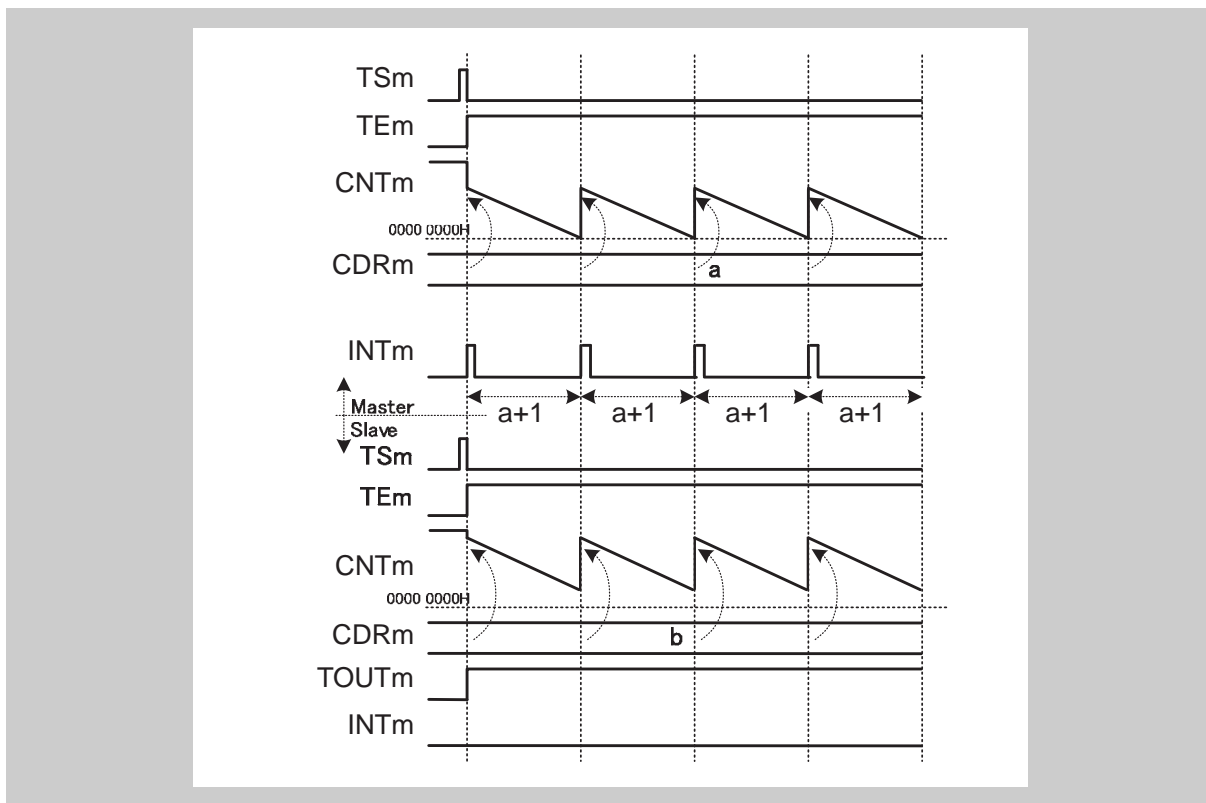 TSm
TEm
CNTm
0000 0000H
CDRm
a
INTm
a+1 a+1 a+1 a+1
Master
Slave
TSm
TEm
CNTm
0000 0000H
CDRm
b
TOUTm
INTm